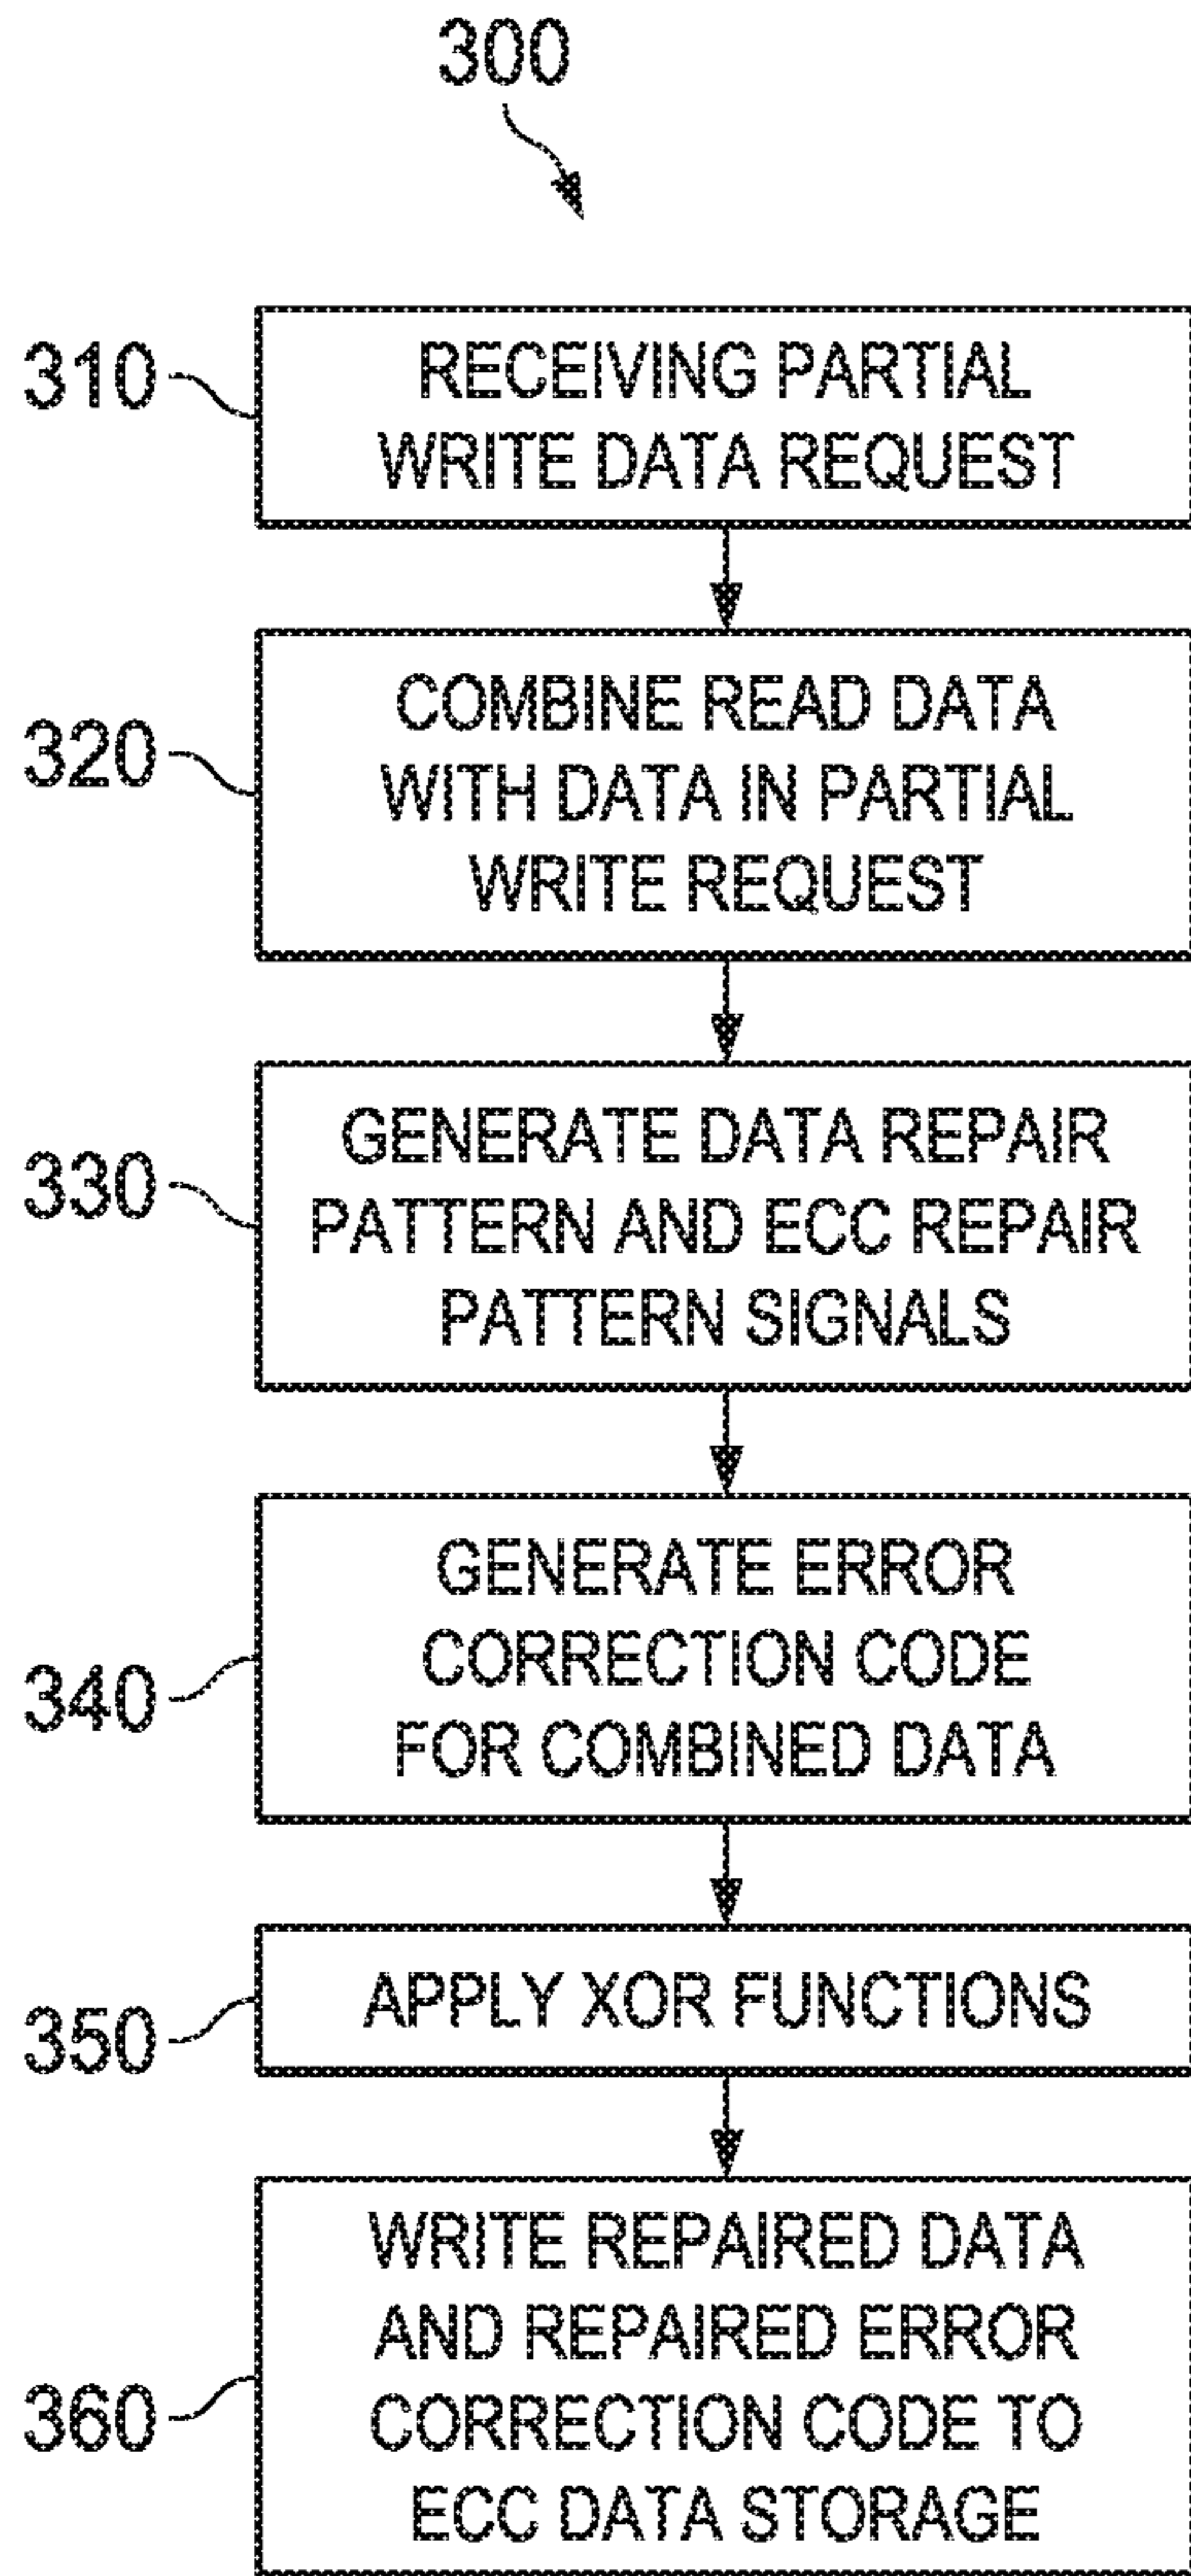 300
310
RECEIVING PARTIAL
WRITE DATA REQUEST
320
COMBINE READ DATA
WITH DATA IN PARTIAL
WRITE REQUEST
330
GENERATE DATA REPAIR
PATTERN AND ECC REPAIR
PATTERN SIGNALS
340
GENERATE ERROR
CORRECTION CODE
FOR COMBINED DATA
350
APPLY XOR FUNCTIONS
360
WRITE REPAIRED DATA
AND REPAIRED ERROR
CORRECTION CODE TO
ECC DATA STORAGE